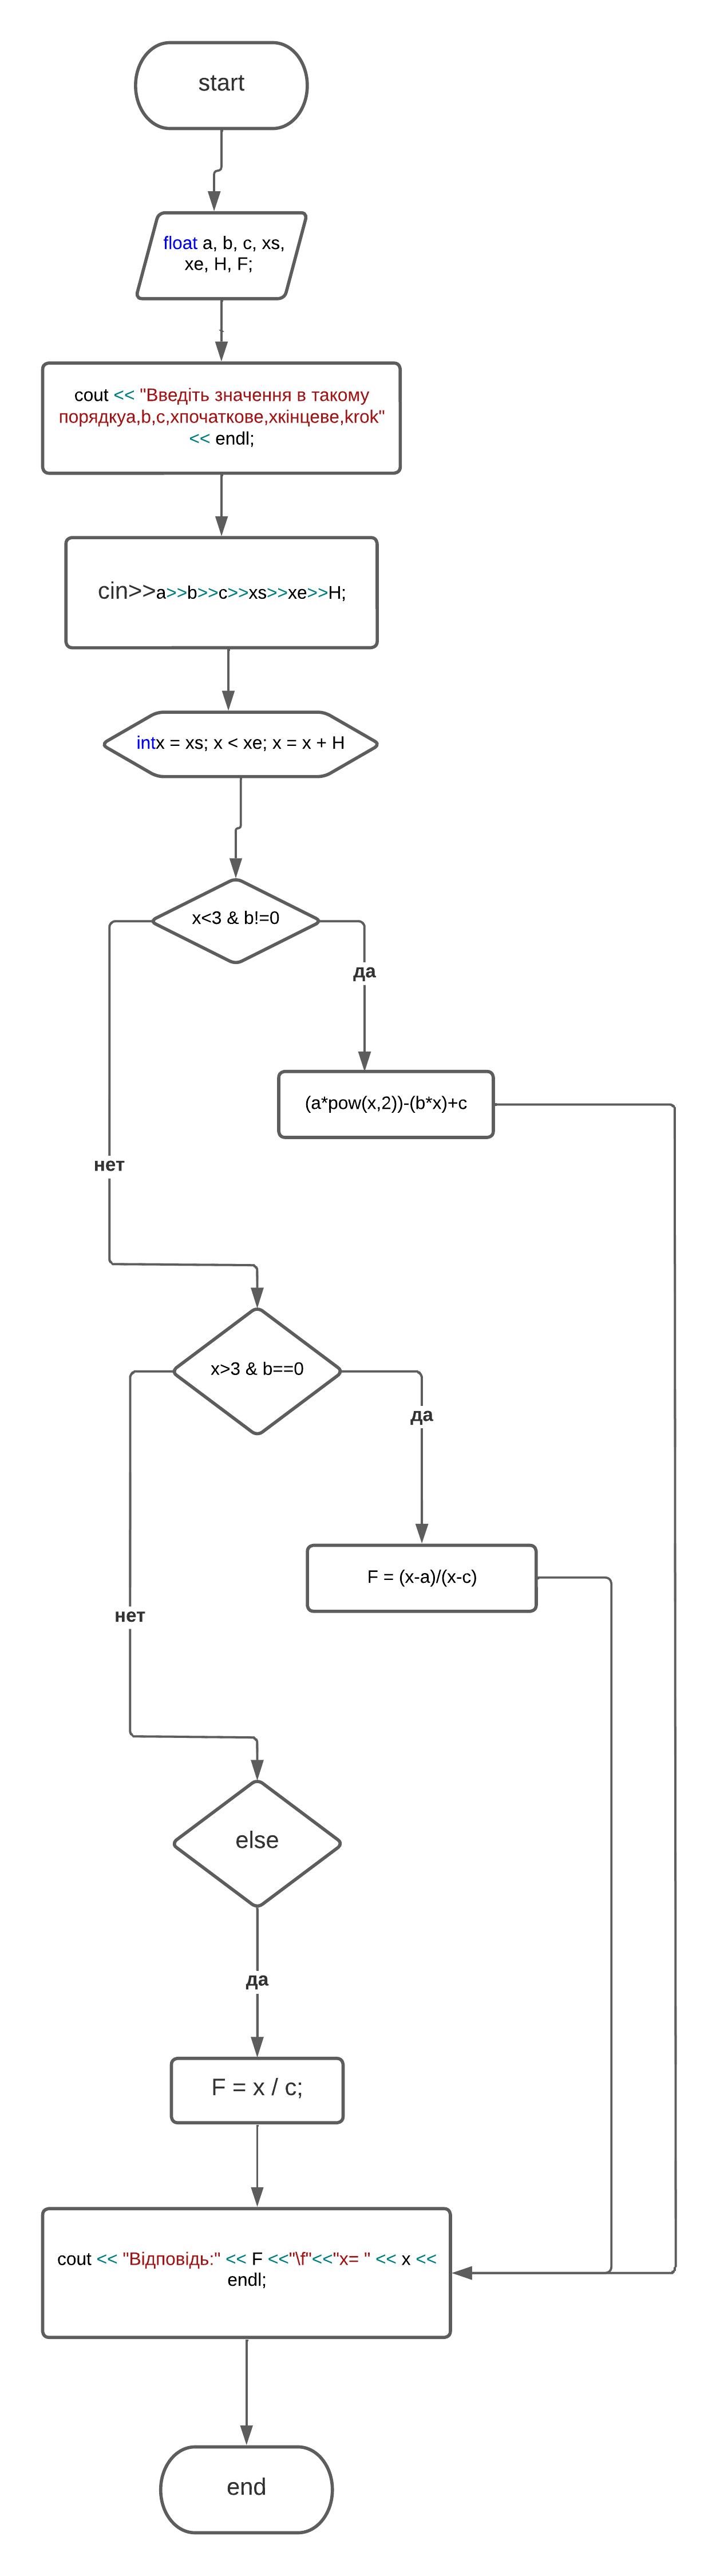 start
float a, b, c, xs,
xe, H, F;
cout << "Введіть значення в такому
порядкуa,b,c,xпочаткове,xкінцеве,krok"
<< endl;
cin>>a>>b>>c>>xs>>xe>>H;
intx = xs; x < xe; x = x + H
x<3 & b!=0
да
(a*pow(x,2))-(b*x)+c
нет
x>3 & b==0
да
F = (x-a)/(x-c)
нет
else
да
F = x / c;
cout << "Відповідь:" << F <<"\f"<<"x= " << x <<
endl;
end